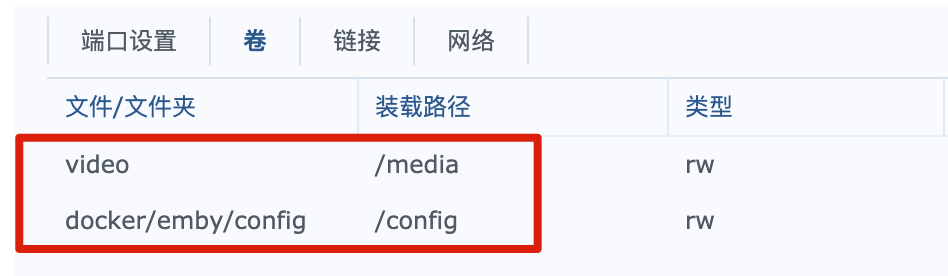 端口设置 卷 链接 网络
文件/文件夹 装载路径 类型
video /media rw
docker/emby/config /config rw